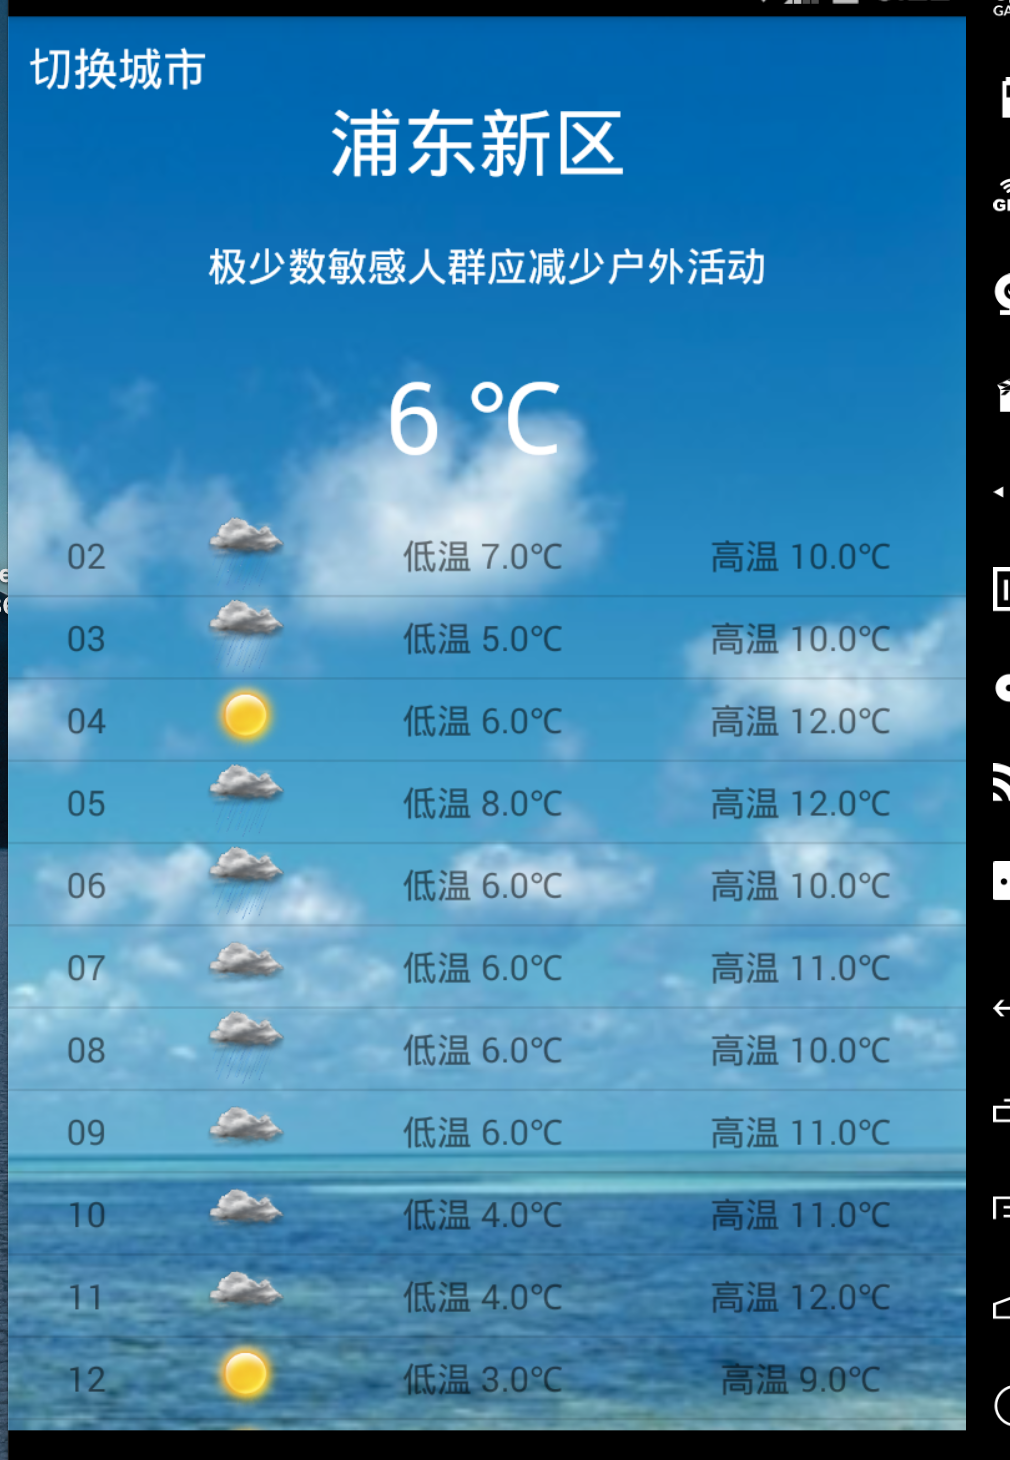 切换城市
浦东新区
极少数敏感人群应减少户外活动
6 ℃
02 低温 7.0℃ 高温 10.0℃
03 低温 5.0℃ 高温 10.0℃
04 低温 6.0℃ 高温 12.0℃
05 低温 8.0℃ 高温 12.0℃
06 低温 6.0℃ 高温 10.0℃
07 低温 6.0℃ 高温 11.0℃
08 低温 6.0℃ 高温 10.0℃
09 低温 6.0℃ 高温 11.0℃
10 低温 4.0℃ 高温 11.0℃
11 低温 4.0℃ 高温 12.0℃
12 低温 3.0℃ 高温 9.0℃